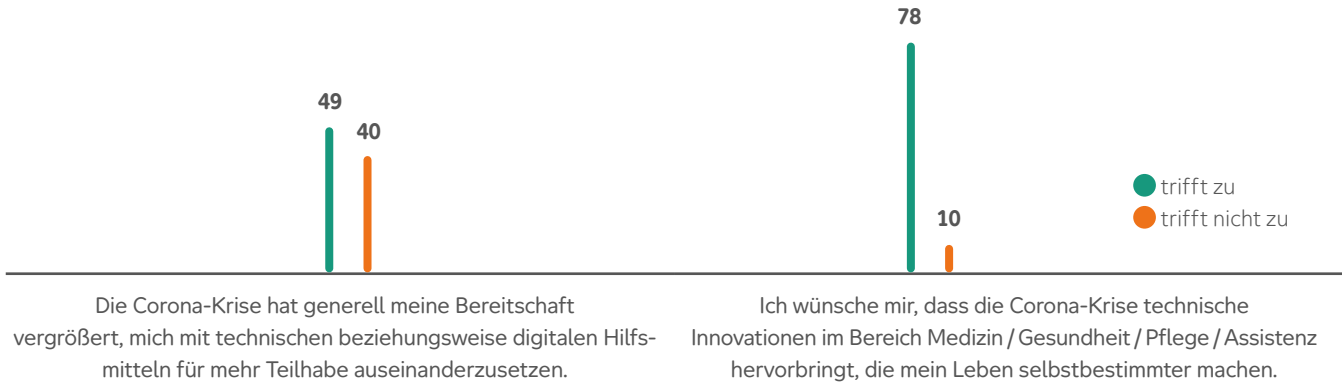 78
49
40
trifft zu
10
trifft nicht zu
Die Corona-Krise hat generell meine Bereitschaft
vergrößert, mich mit technischen beziehungsweise digitalen Hilfs-
mitteln für mehr Teilhabe auseinanderzusetzen.
Ich wünsche mir, dass die Corona-Krise technische
Innovationen im Bereich Medizin / Gesundheit / Pflege / Assistenz
hervorbringt, die mein Leben selbstbestimmter machen.